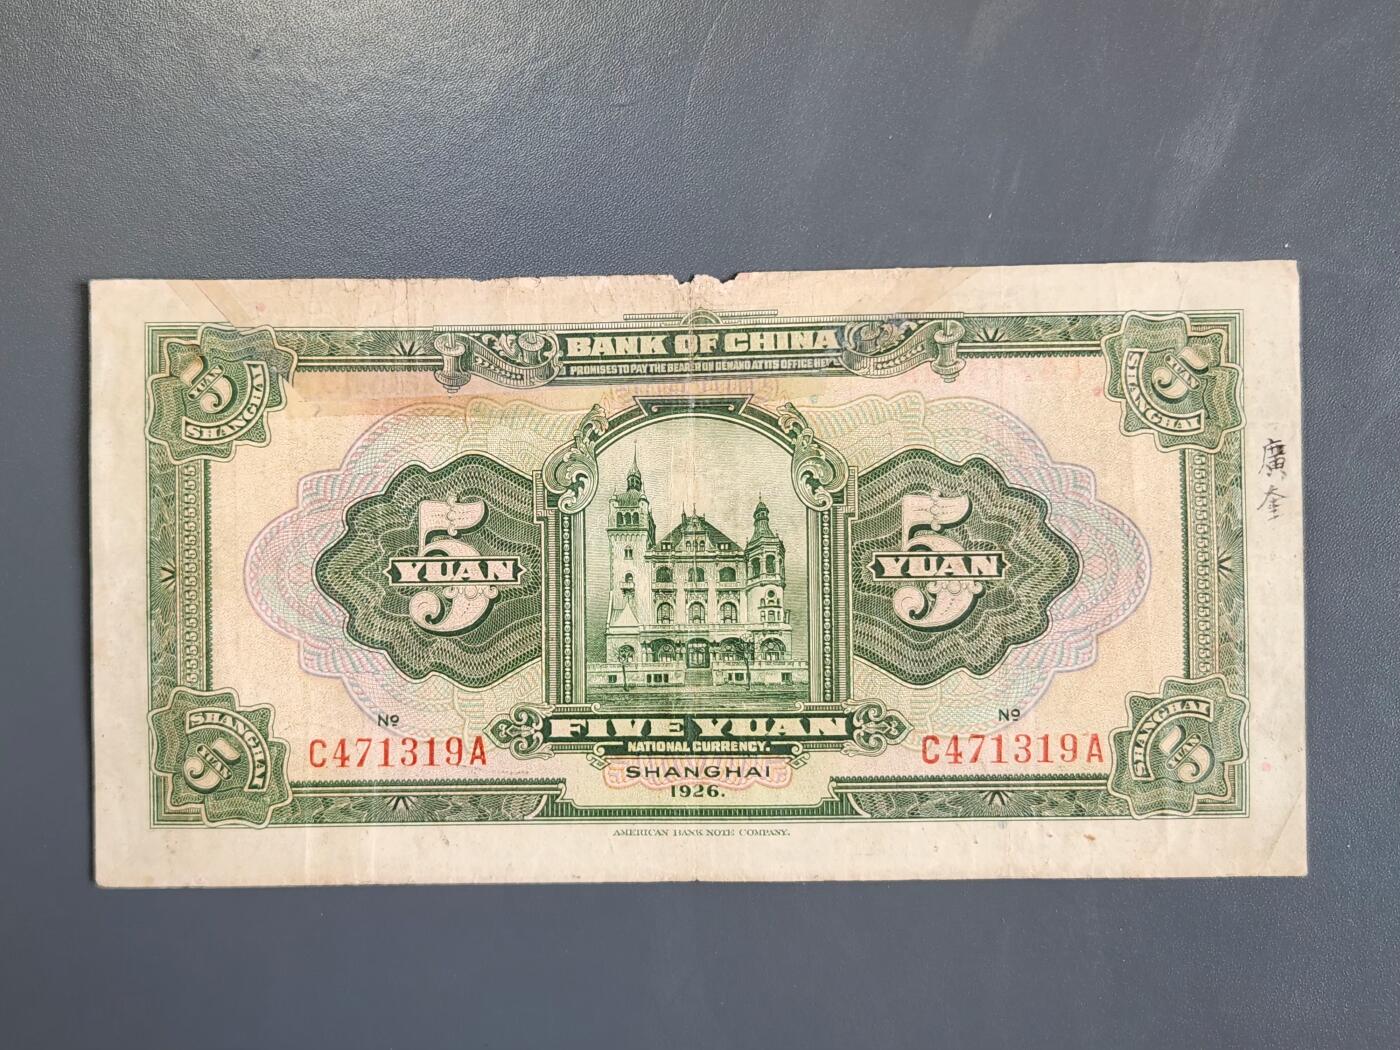 BANK OF CHINA
PROMISES TO PAY THE BEARER ON DEMAND AT ITS OFFICE HERE
5 YUAN SHANGHAI
5 YUAN SHANGHAI
5 YUAN
5 YUAN
廣奎
Nº C471319A
Nº C471319A
FIVE YUAN
NATIONAL CURRENCY.
SHANGHAI
1926.
SHANGHAI 5 YUAN
SHANGHAI 5 YUAN
AMERICAN BANK NOTE COMPANY.